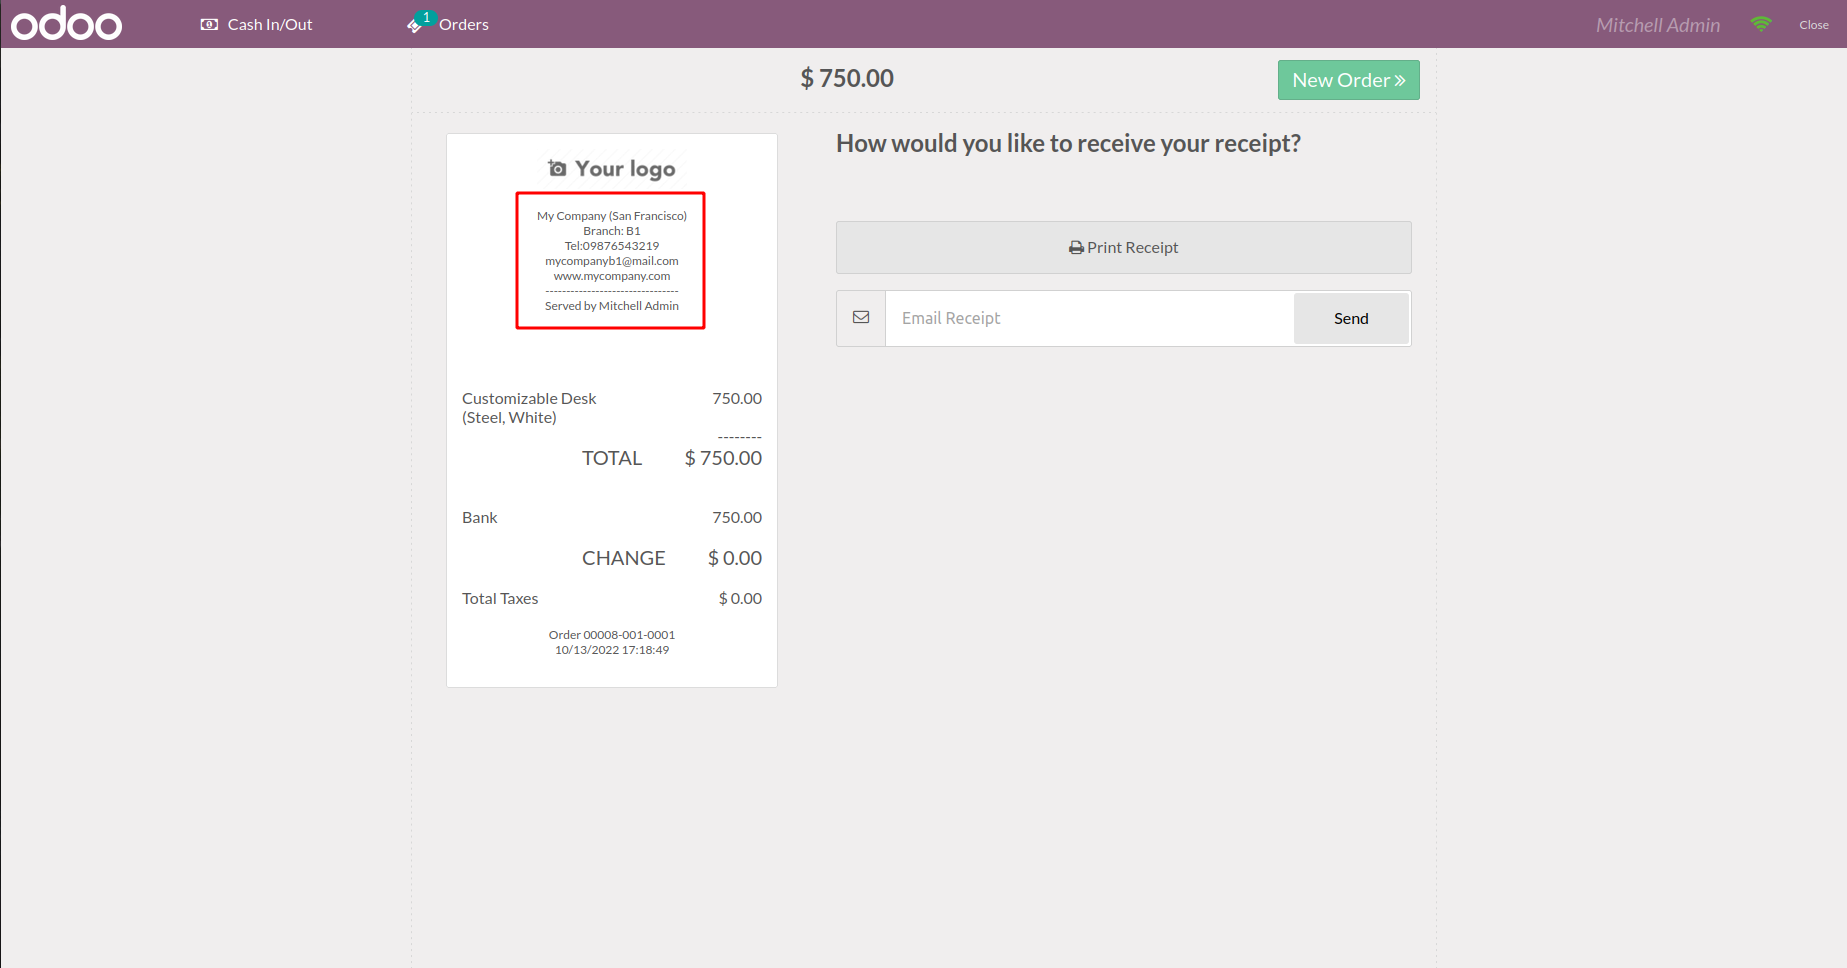 odoo
Cash In/Out
1
Orders
Mitchell Admin
Close
$ 750.00
New Order »
Your logo
My Company (San Francisco)
Branch: B1
Tel:09876543219
mycompanyb1@mail.com
www.mycompany.com
--------------------------------
Served by Mitchell Admin
Customizable Desk 750.00
(Steel, White)
--------
TOTAL $ 750.00
Bank 750.00
CHANGE $ 0.00
Total Taxes $ 0.00
Order 00008-001-0001
10/13/2022 17:18:49
How would you like to receive your receipt?
Print Receipt
Email Receipt
Send